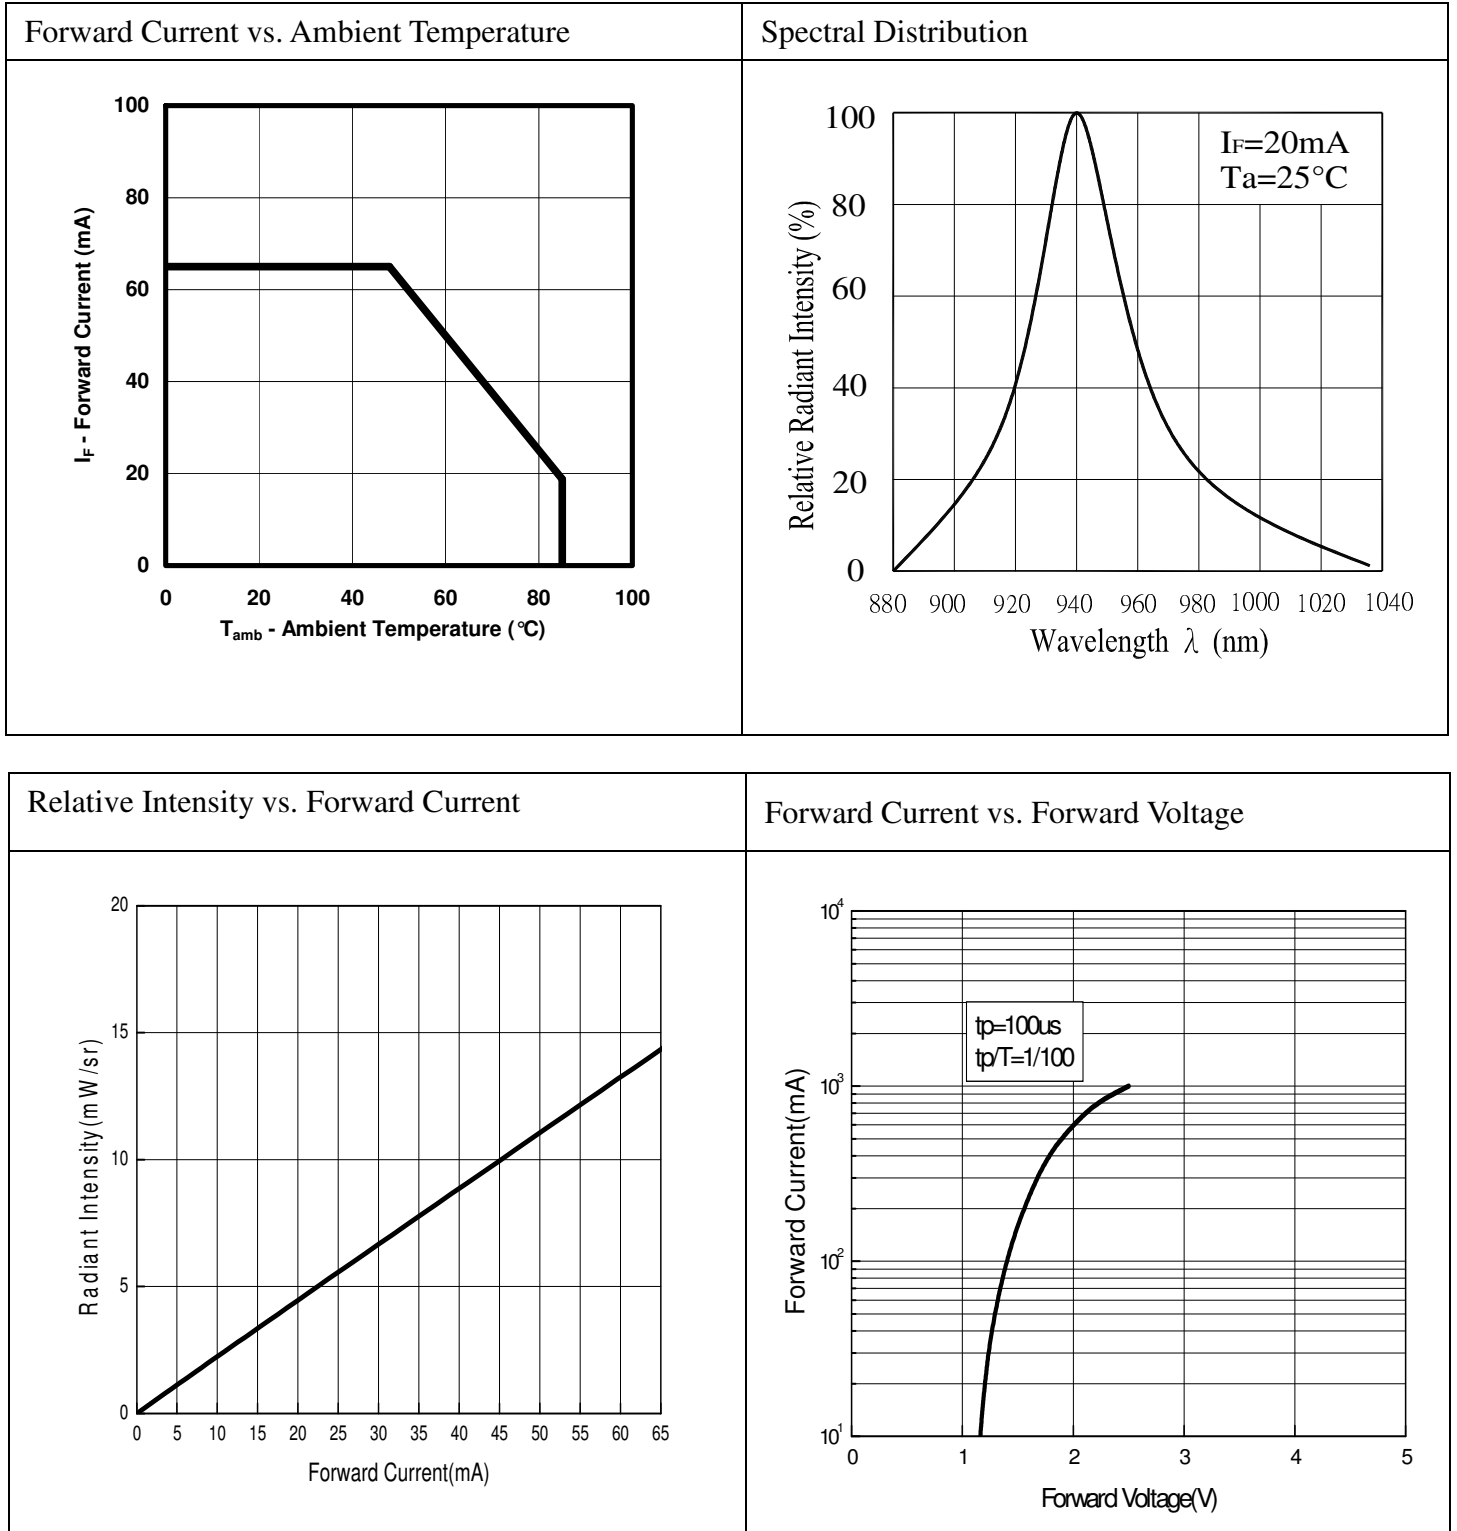 Forward Current vs. Ambient Temperature
Spectral Distribution
100
80
60
40
20
0
I_F - Forward Current (mA)
0 20 40 60 80 100
T_amb - Ambient Temperature (°C)
100
80
60
40
20
0
Relative Radiant Intensity (%)
IF=20mA
Ta=25°C
880 900 920 940 960 980 1000 1020 1040
Wavelength λ (nm)
Relative Intensity vs. Forward Current
Forward Current vs. Forward Voltage
20
15
10
5
0
Radiant Intensity(mW/sr)
0 5 10 15 20 25 30 35 40 45 50 55 60 65
Forward Current(mA)
10⁴
10³
10²
10¹
Forward Current(mA)
tp=100us
tp/T=1/100
0 1 2 3 4 5
Forward Voltage(V)